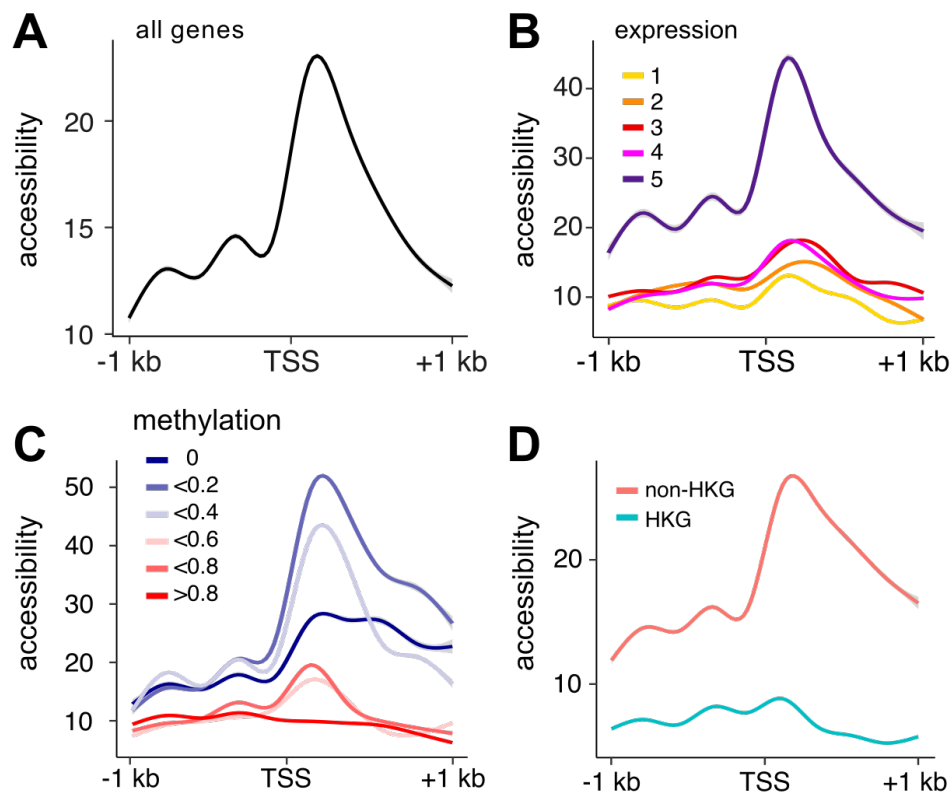 A
all genes
accessibility
20
15
10
-1 kb
TSS
+1 kb
B
expression
accessibility
40
30
20
10
1
2
3
4
5
-1 kb
TSS
+1 kb
C
methylation
accessibility
50
40
30
20
10
0
<0.2
<0.4
<0.6
<0.8
>0.8
-1 kb
TSS
+1 kb
D
accessibility
20
10
non-HKG
HKG
-1 kb
TSS
+1 kb